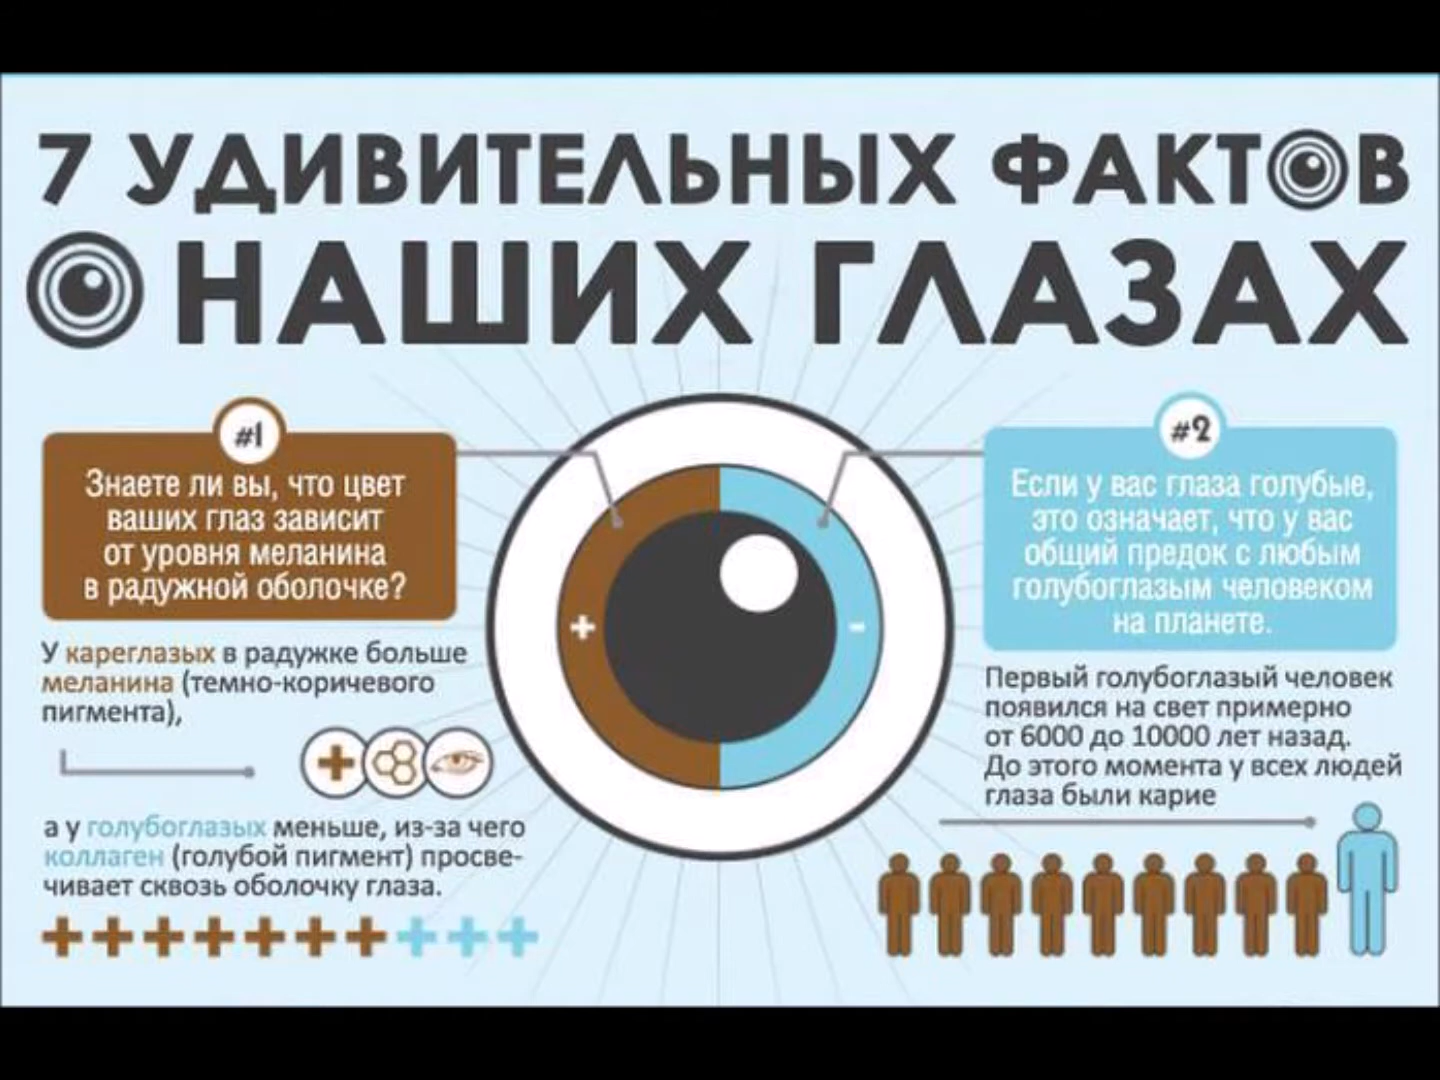 7 УДИВИТЕЛЬНЫХ ФАКТОВ
О НАШИХ ГЛАЗАХ
#1
Знаете ли вы, что цвет
ваших глаз зависит
от уровня меланина
в радужной оболочке?
У кареглазых в радужке больше
меланина (темно-коричевого
пигмента),
а у голубоглазых меньше, из-за чего
коллаген (голубой пигмент) просве-
чивает сквозь оболочку глаза.
+
-
#2
Если у вас глаза голубые,
это означает, что у вас
общий предок с любым
голубоглазым человеком
на планете.
Первый голубоглазый человек
появился на свет примерно
от 6000 до 10000 лет назад.
До этого момента у всех людей
глаза были карие